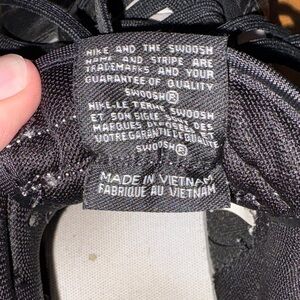 NIKE AND THE SWOOSH
NAME AND STRIPE ARE
TRADEMARKS AND YOUR
GUARANTEE OF QUALITY
SWOOSH®
NIKE-LE TERME SWOOSH
ET SON SIGLE SONT DES
MARQUES DEPOSEES ET
VOTRE GARANTIE DE QUALITE
SWOOSH®
MADE IN VIETNAM
FABRIQUE AU VIETNAM